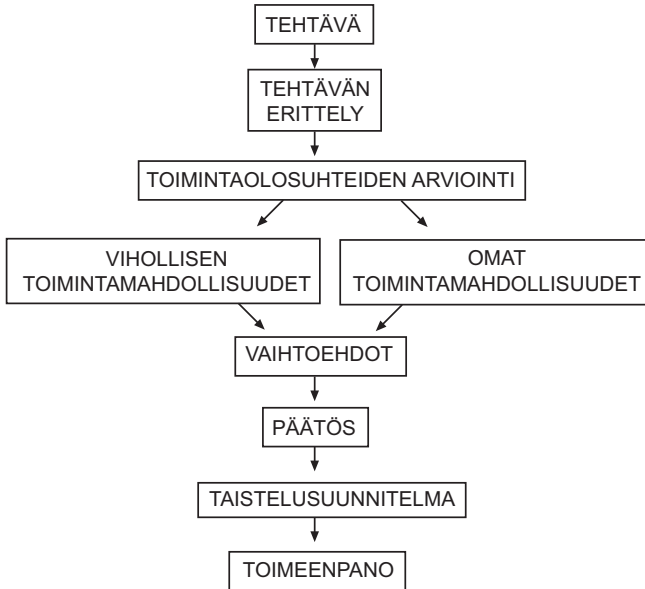 TEHTÄVÄ
TEHTÄVÄN
ERITTELY
TOIMINTAOLOSUHTEIDEN ARVIOINTI
VIHOLLISEN
TOIMINTAMAHDOLLISUUDET
OMAT
TOIMINTAMAHDOLLISUUDET
VAIHTOEHDOT
PÄÄTÖS
TAISTELUSUUNNITELMA
TOIMEENPANO